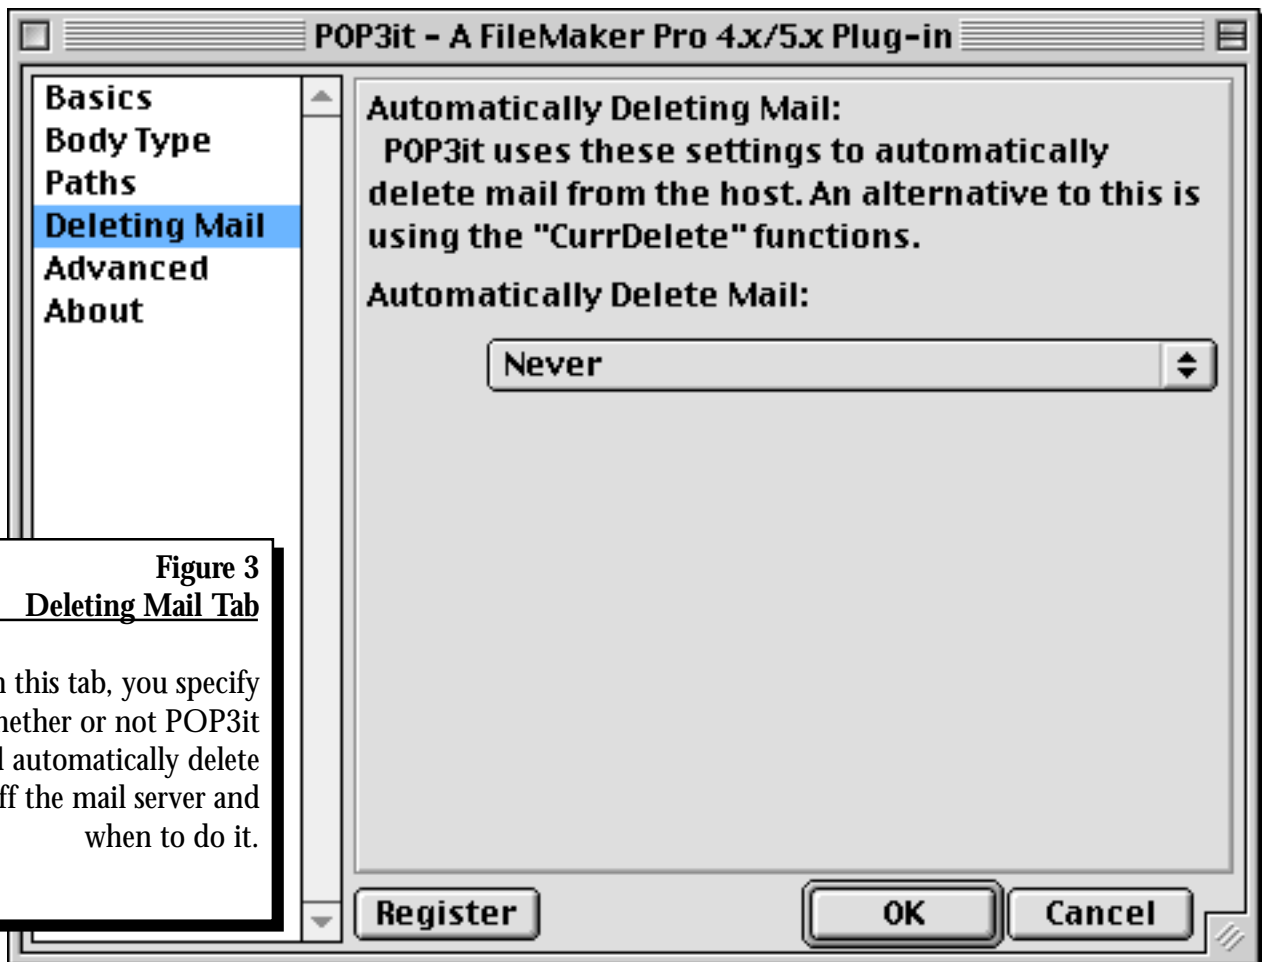 POP3it - A FileMaker Pro 4.x/5.x Plug-in
Basics
Body Type
Paths
Deleting Mail
Advanced
About
Automatically Deleting Mail:
POP3it uses these settings to automatically
delete mail from the host. An alternative to this is
using the "CurrDelete" functions.
Automatically Delete Mail:
Never
Figure 3
Deleting Mail Tab
this tab, you specify
or not POP3it
automatically delete
the mail server and
when to do it.
Register
OK
Cancel